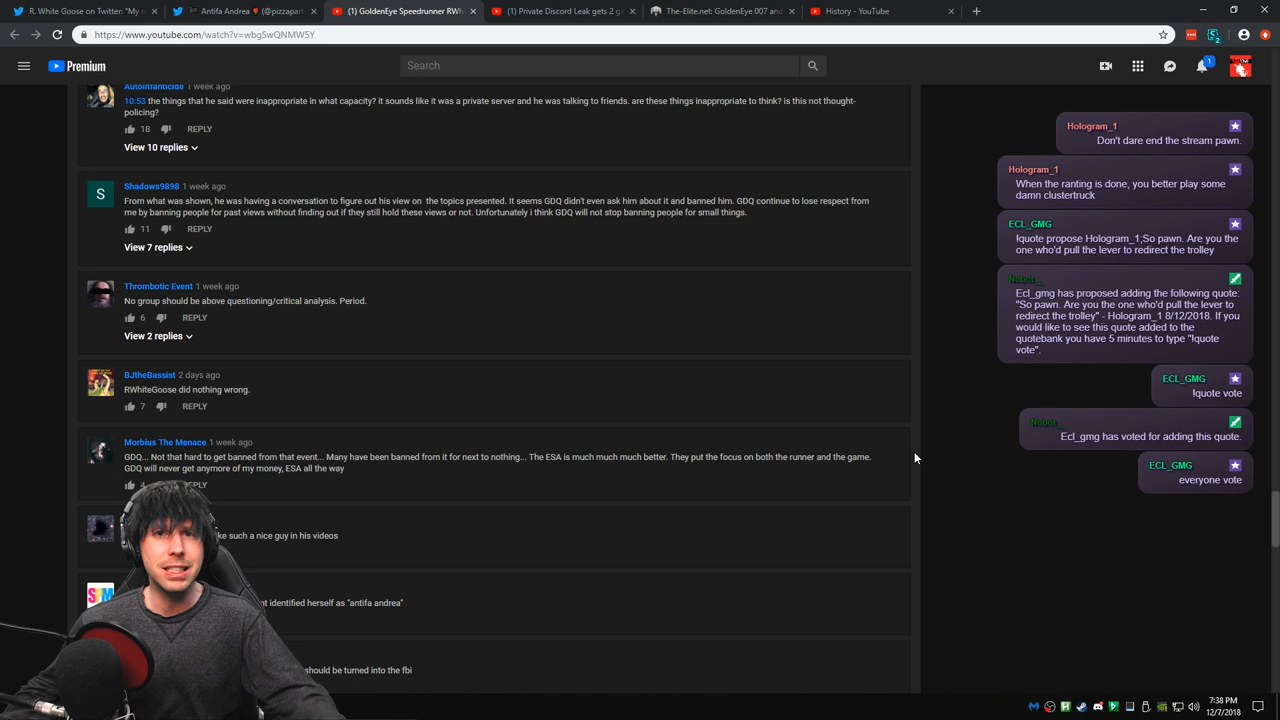 R. White Goose on Twitter: "My n
Antifa Andrea (@pizzapart
(1) GoldenEye Speedrunner RWh
(1) Private Discord Leak gets 2 g
The-Elite.net: GoldenEye 007 and
History - YouTube
https://www.youtube.com/watch?v=wbgSwQNMW5Y
Premium
Search
1
AutoInfanticide 1 week ago
10:53 the things that he said were inappropriate in what capacity? it sounds like it was a private server and he was talking to friends. are these things inappropriate to think? is this not thought-
policing?
18 REPLY
View 10 replies
S
Shadows9898 1 week ago
From what was shown, he was having a conversation to figure out his view on the topics presented. It seems GDQ didn't even ask him about it and banned him. GDQ continue to lose respect from
me by banning people for past views without finding out if they still hold these views or not. Unfortunately i think GDQ will not stop banning people for small things.
11 REPLY
View 7 replies
Thrombotic Event 1 week ago
No group should be above questioning/critical analysis. Period.
6 REPLY
View 2 replies
BJtheBassist 2 days ago
RWhiteGoose did nothing wrong.
7 REPLY
Morbius The Menace 1 week ago
GDQ... Not that hard to get banned from that event... Many have been banned from it for next to nothing... The ESA is much much much better. They put the focus on both the runner and the game.
GDQ will never get anymore of my money, ESA all the way
4 PLY
ke such a nice guy in his videos
nt identified herself as "antifa andrea"
should be turned into the fbi
Hologram_1
Don't dare end the stream pawn.
Hologram_1
When the ranting is done, you better play some
damn clustertruck
ECL_GMG
!quote propose Hologram_1;So pawn. Are you the
one who'd pull the lever to redirect the trolley
Nobot__
Ecl_gmg has proposed adding the following quote:
"So pawn. Are you the one who'd pull the lever to
redirect the trolley" - Hologram_1 8/12/2018. If you
would like to see this quote added to the
quotebank you have 5 minutes to type "!quote
vote".
ECL_GMG
!quote vote
Nobot__
Ecl_gmg has voted for adding this quote.
ECL_GMG
everyone vote
7:38 PM
12/7/2018